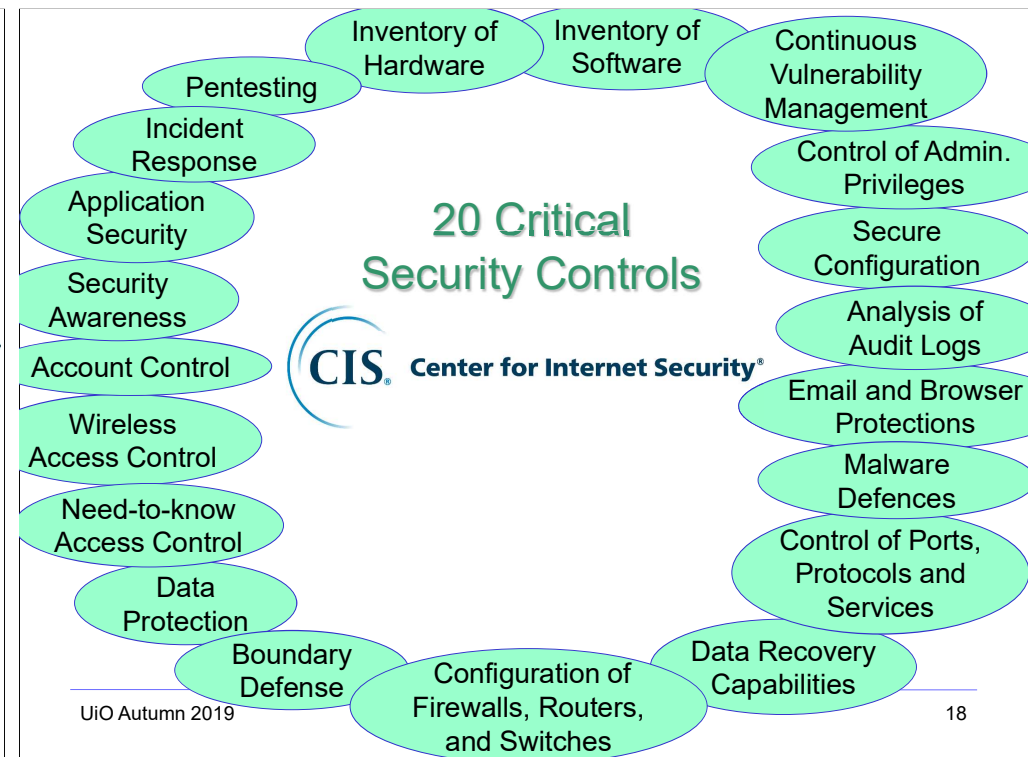 Inventory of
Hardware
Inventory of
Software
Continuous
Vulnerability
Management
Control of Admin.
Privileges
Secure
Configuration
Analysis of
Audit Logs
Email and Browser
Protections
Malware
Defences
Control of Ports,
Protocols and
Services
Data Recovery
Capabilities
Configuration of
Firewalls, Routers,
and Switches
Boundary
Defense
Data
Protection
Need-to-know
Access Control
Wireless
Access Control
Account Control
Security
Awareness
Application
Security
Incident
Response
Pentesting
20 Critical
Security Controls
CIS® Center for Internet Security®
UiO Autumn 2019
18